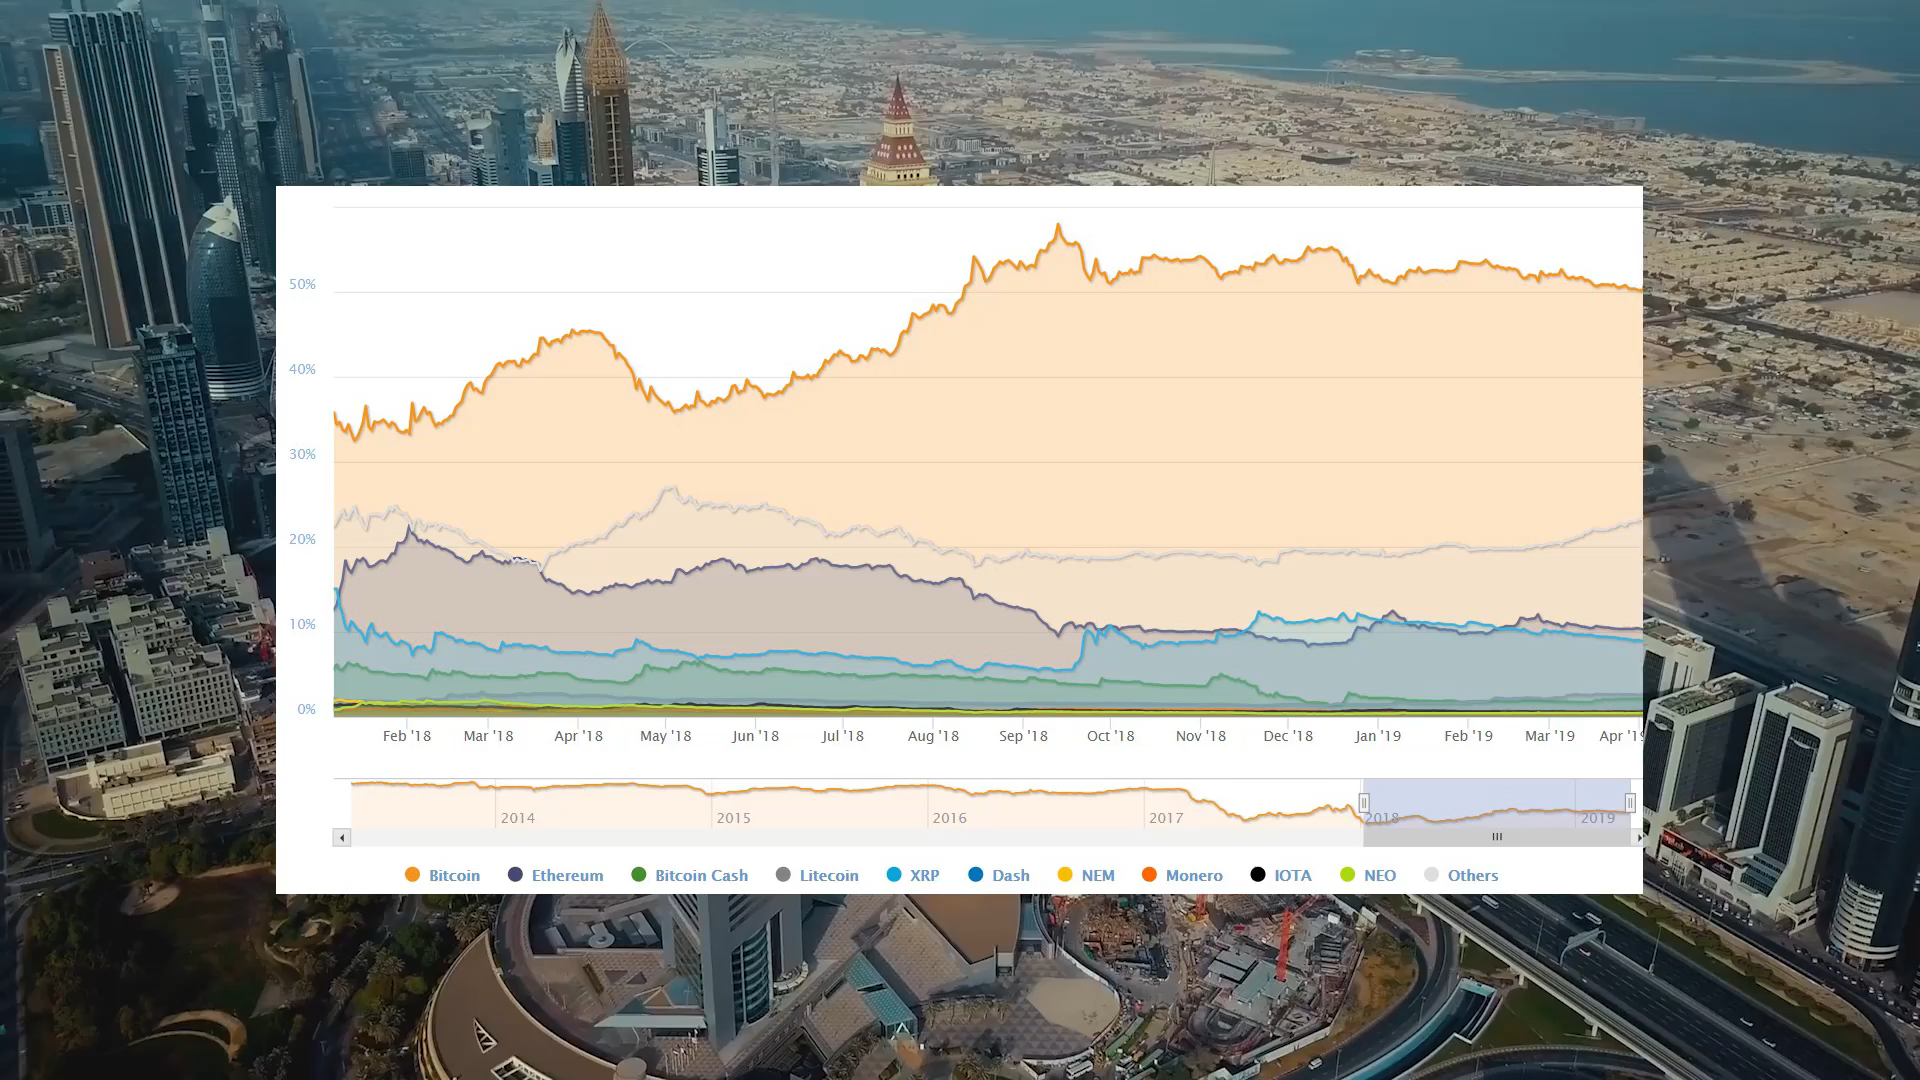 50%
40%
30%
20%
10%
0%
Feb '18 Mar '18 Apr '18 May '18 Jun '18 Jul '18 Aug '18 Sep '18 Oct '18 Nov '18 Dec '18 Jan '19 Feb '19 Mar '19 Apr '19
2014 2015 2016 2017 2018 2019
Bitcoin Ethereum Bitcoin Cash Litecoin XRP Dash NEM Monero IOTA NEO Others